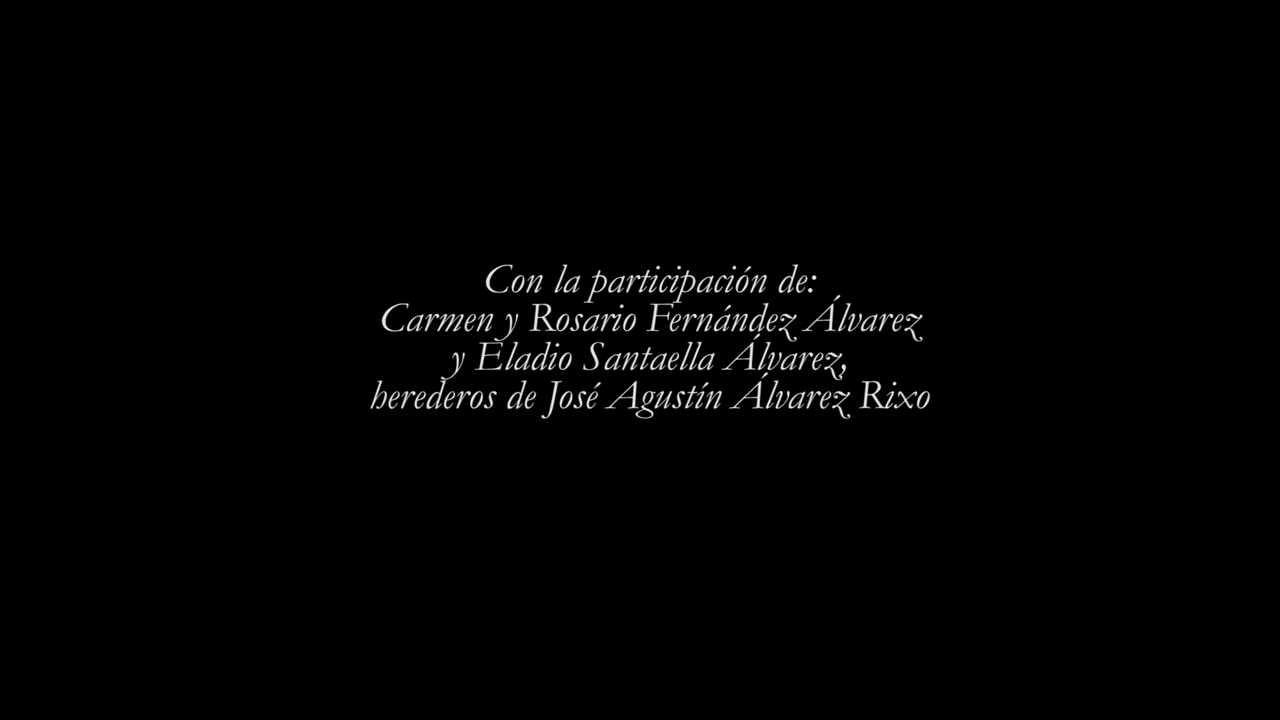 Con la participación de:
Carmen y Rosario Fernández Álvarez
y Eladio Santaella Álvarez,
herederos de José Agustín Álvarez Rixo